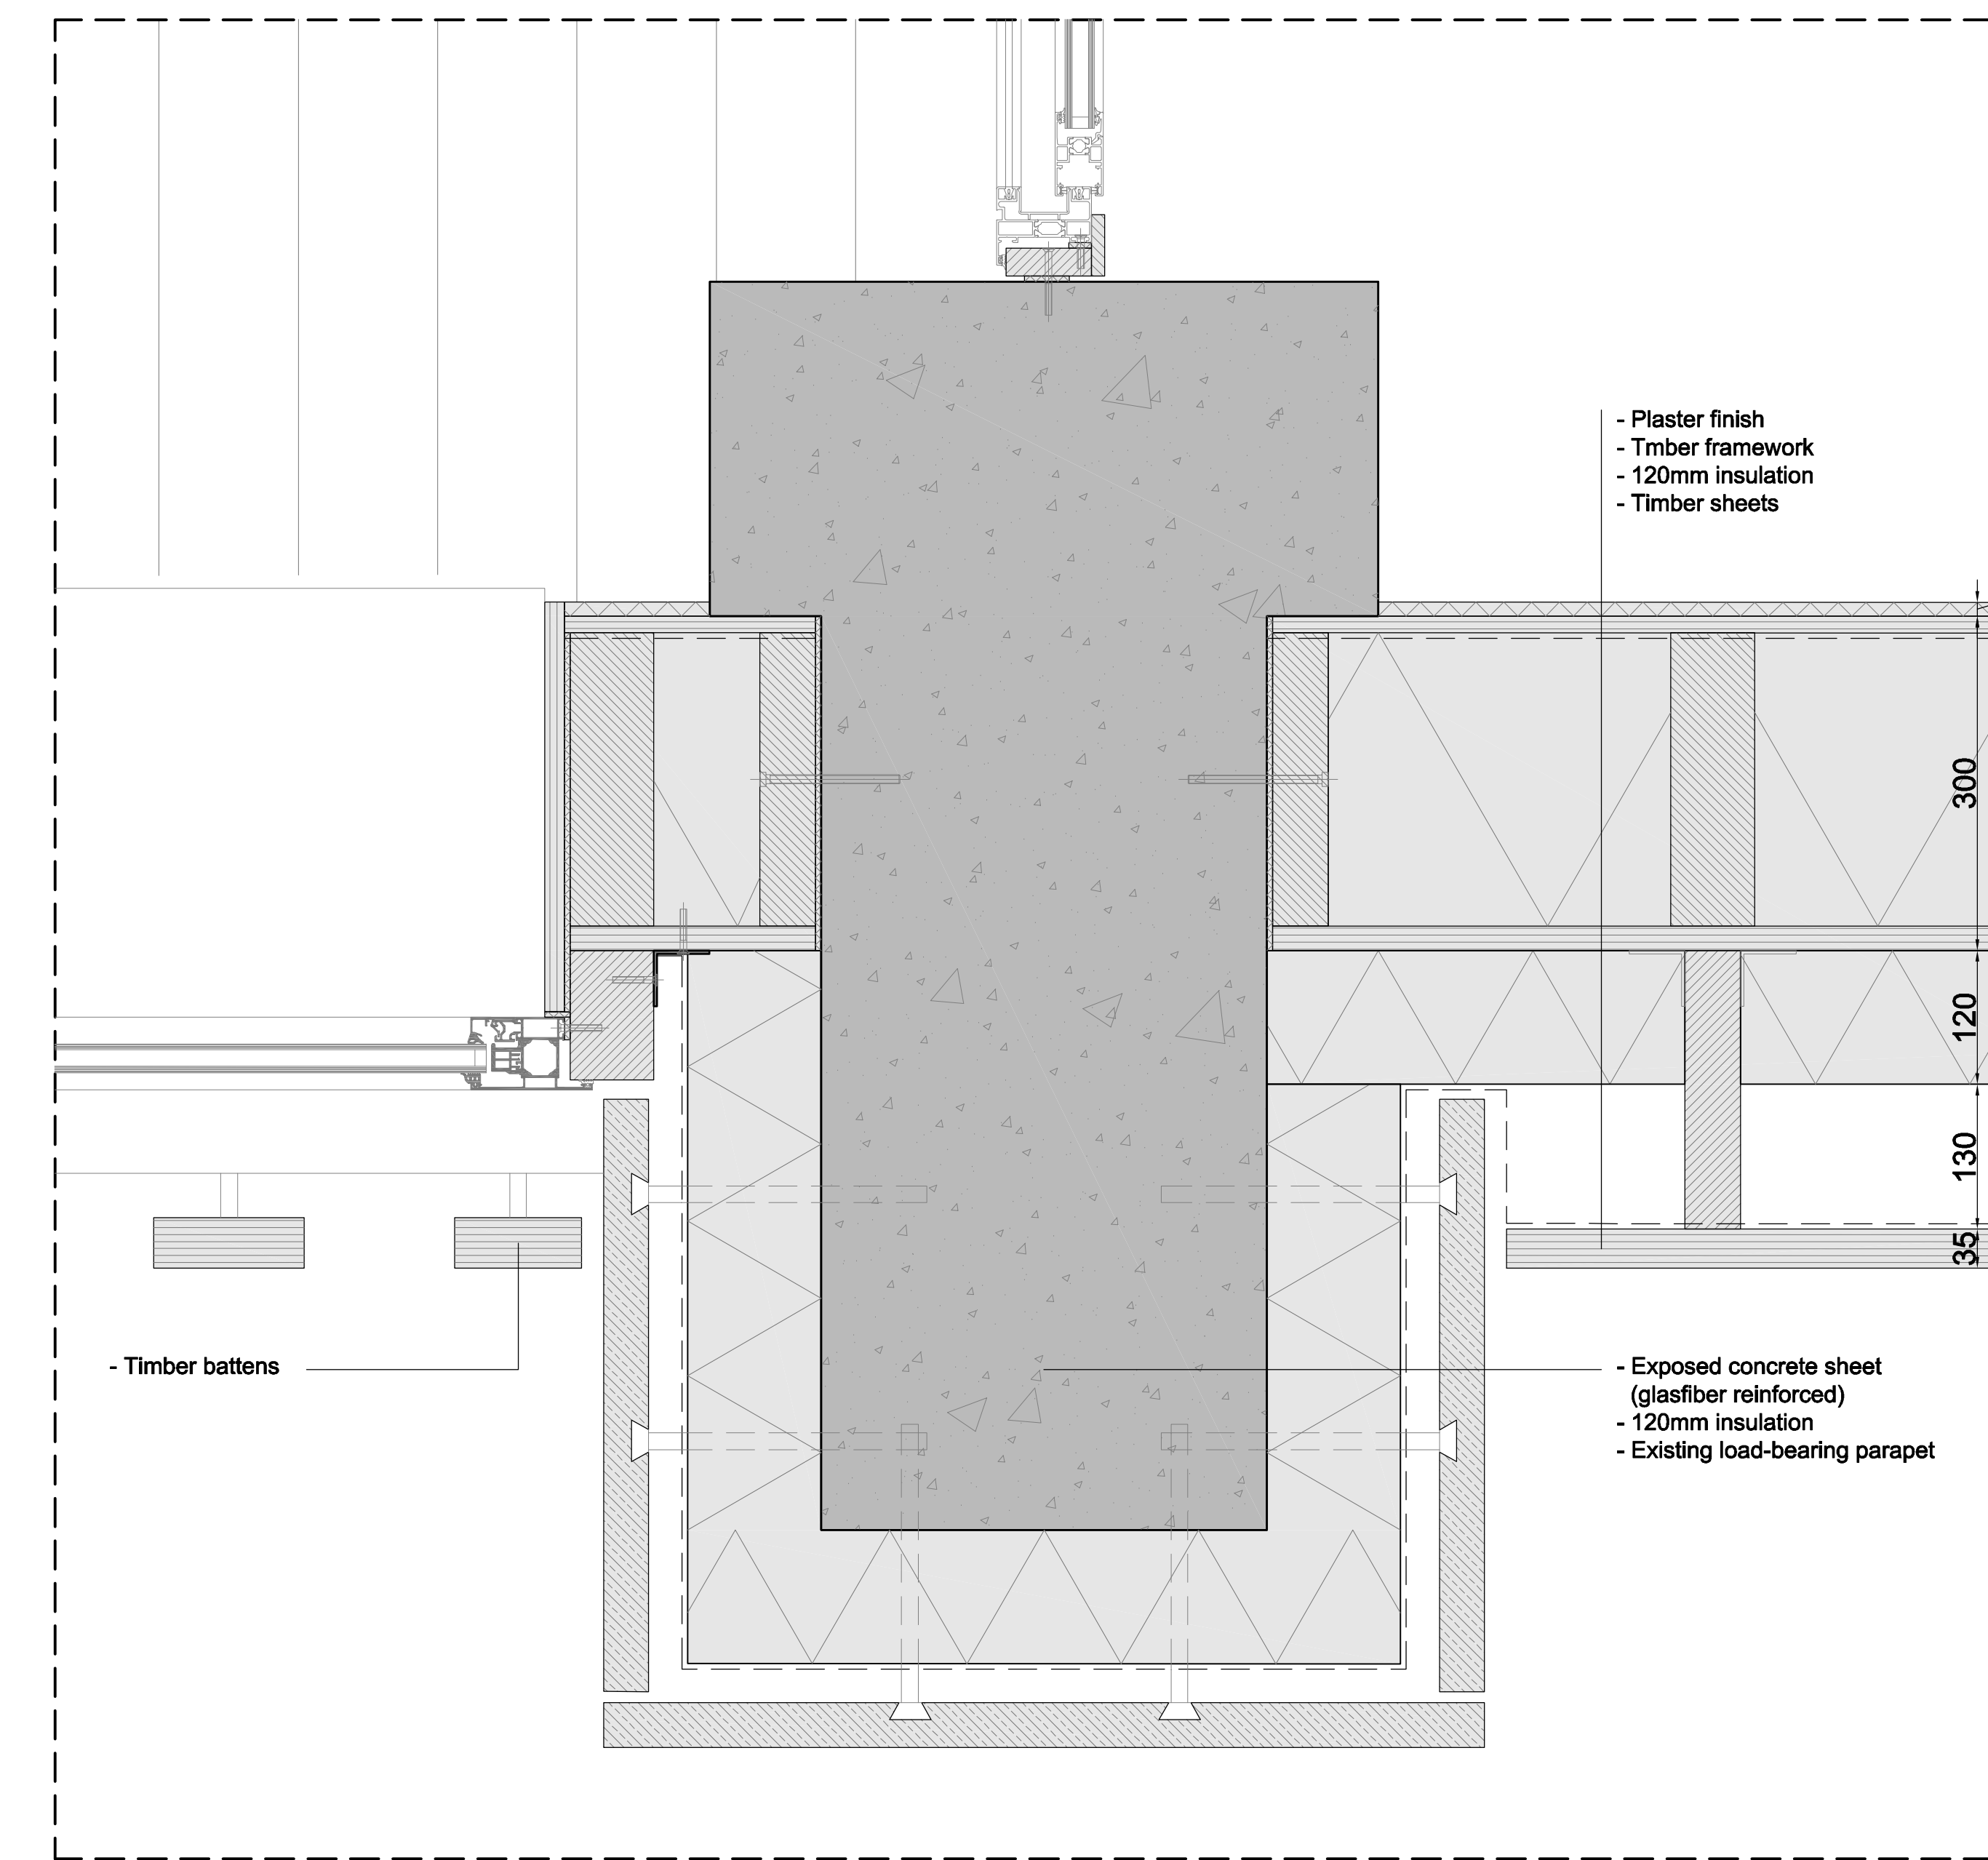 - Plaster finish
- Tmber framework
- 120mm insulation
- Timber sheets
300
120
130
35
- Timber battens
- Exposed concrete sheet
(glasfiber reinforced)
- 120mm insulation
- Existing load-bearing parapet